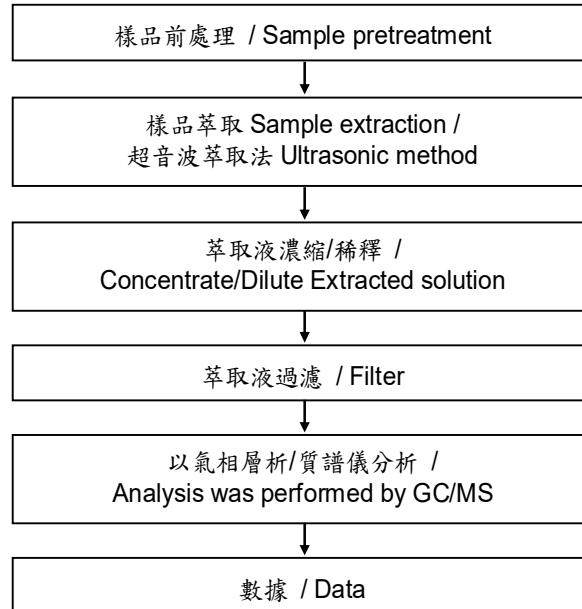 樣品前處理 / Sample pretreatment
樣品萃取 Sample extraction /
超音波萃取法 Ultrasonic method
萃取液濃縮/稀釋 /
Concentrate/Dilute Extracted solution
萃取液過濾 / Filter
以氣相層析/質譜儀分析 /
Analysis was performed by GC/MS
數據 / Data